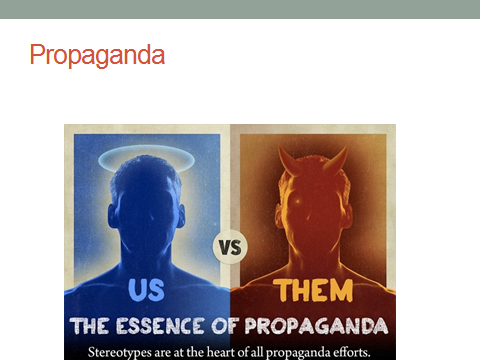 Propaganda
VS
US
THEM
THE ESSENCE OF PROPAGANDA
Stereotypes are at the heart of all propaganda efforts.